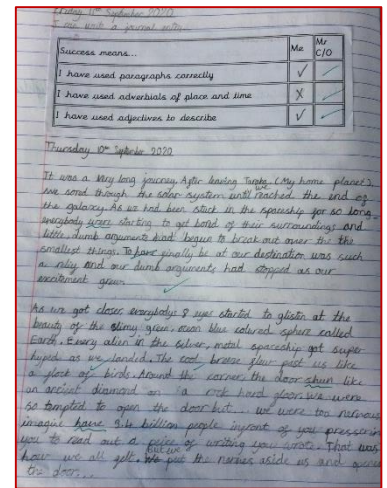 Friday 11th September 2020
I can write a journal entry.
Success means... Me Mr C/O
I have used paragraphs correctly
I have used adverbials of place and time
I have used adjectives to describe
Thursday 10th September 2020
It was a very long journey. After leaving (My home planet),
we sored through the solar system until we reached the end of
the galaxy. As we had been stuck in the spaceship for so long,
everybody were starting to get bord of their surroundings and
little dumb arguments had begun to break out over the the
smallest things. To have finally be at our destination was such
a relief and our dumb arguments had stopped as our
excitement grew.
As we got closer, everybodys eyes started to glisten at the
beauty of the slimy green, ocean blue colored sphere called
Earth. Every alien in the silver, metal spaceship got super
hyped as we landed. The cool breeze flew past us like
a flock of birds. Around the corner, the door shun like
an ancient diamond on a rock hard floor. We were
so tempted to open the door but... we were too nervous
imagine have 3.4 billion people infront of you pressuring
you to read out a peice of writing you wrote. That was
how we all felt. but we put the nerves aside us and opened
the door...